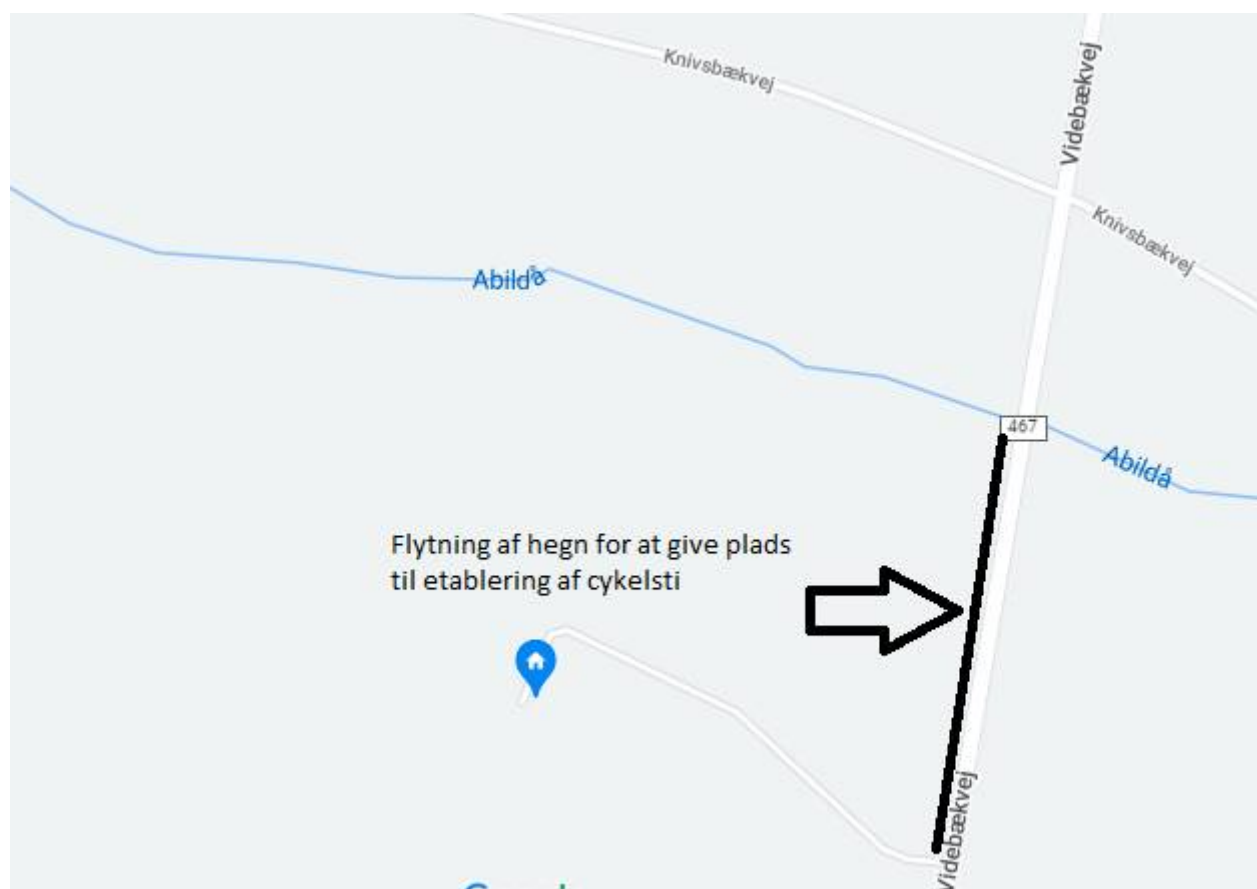 Knivsbækvej
Videbækvej
Knivsbækvej
Abildå
467
Abildå
Flytning af hegn for at give plads
til etablering af cykelsti
Videbækvej